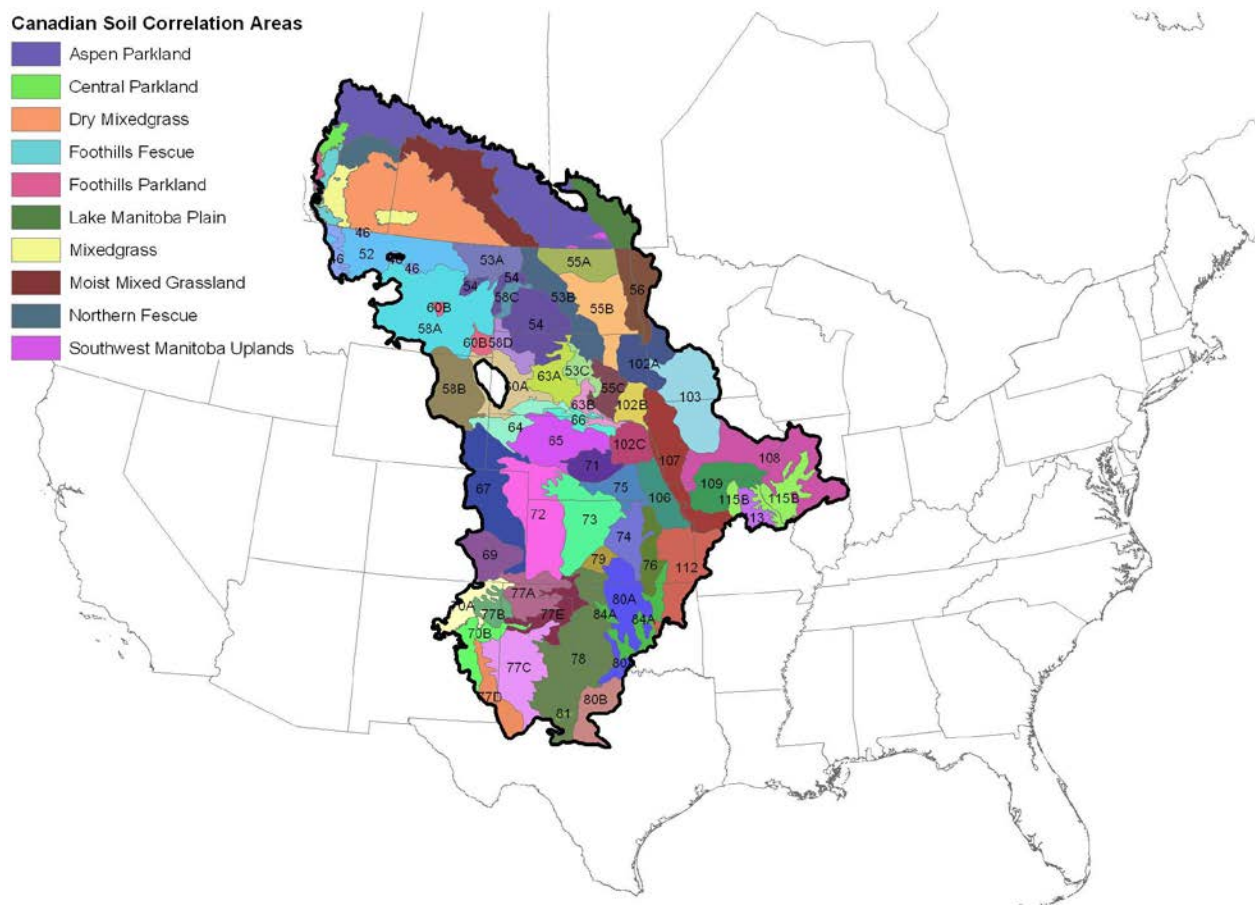 Canadian Soil Correlation Areas
Aspen Parkland
Central Parkland
Dry Mixedgrass
Foothills Fescue
Foothills Parkland
Lake Manitoba Plain
Mixedgrass
Moist Mixed Grassland
Northern Fescue
Southwest Manitoba Uplands
46
52
46
53A
55A
56
54
54
58C
53B
55B
60B
58A
54
60B
58D
102A
58B
60A
63A
53C
55C
103
63B
102B
64
66
65
102C
107
108
71
67
75
109
115B
115B
72
73
106
74
69
79
76
112
77A
80A
77B
77E
84A
84A
70B
77C
78
77D
80B
81